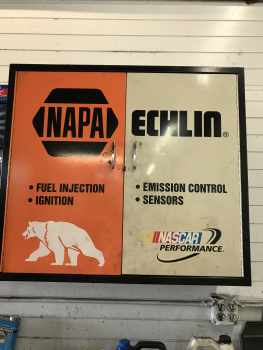 NAPA
• FUEL INJECTION
• IGNITION
ECHLIN®
• EMISSION CONTROL
• SENSORS
NASCAR
PERFORMANCE